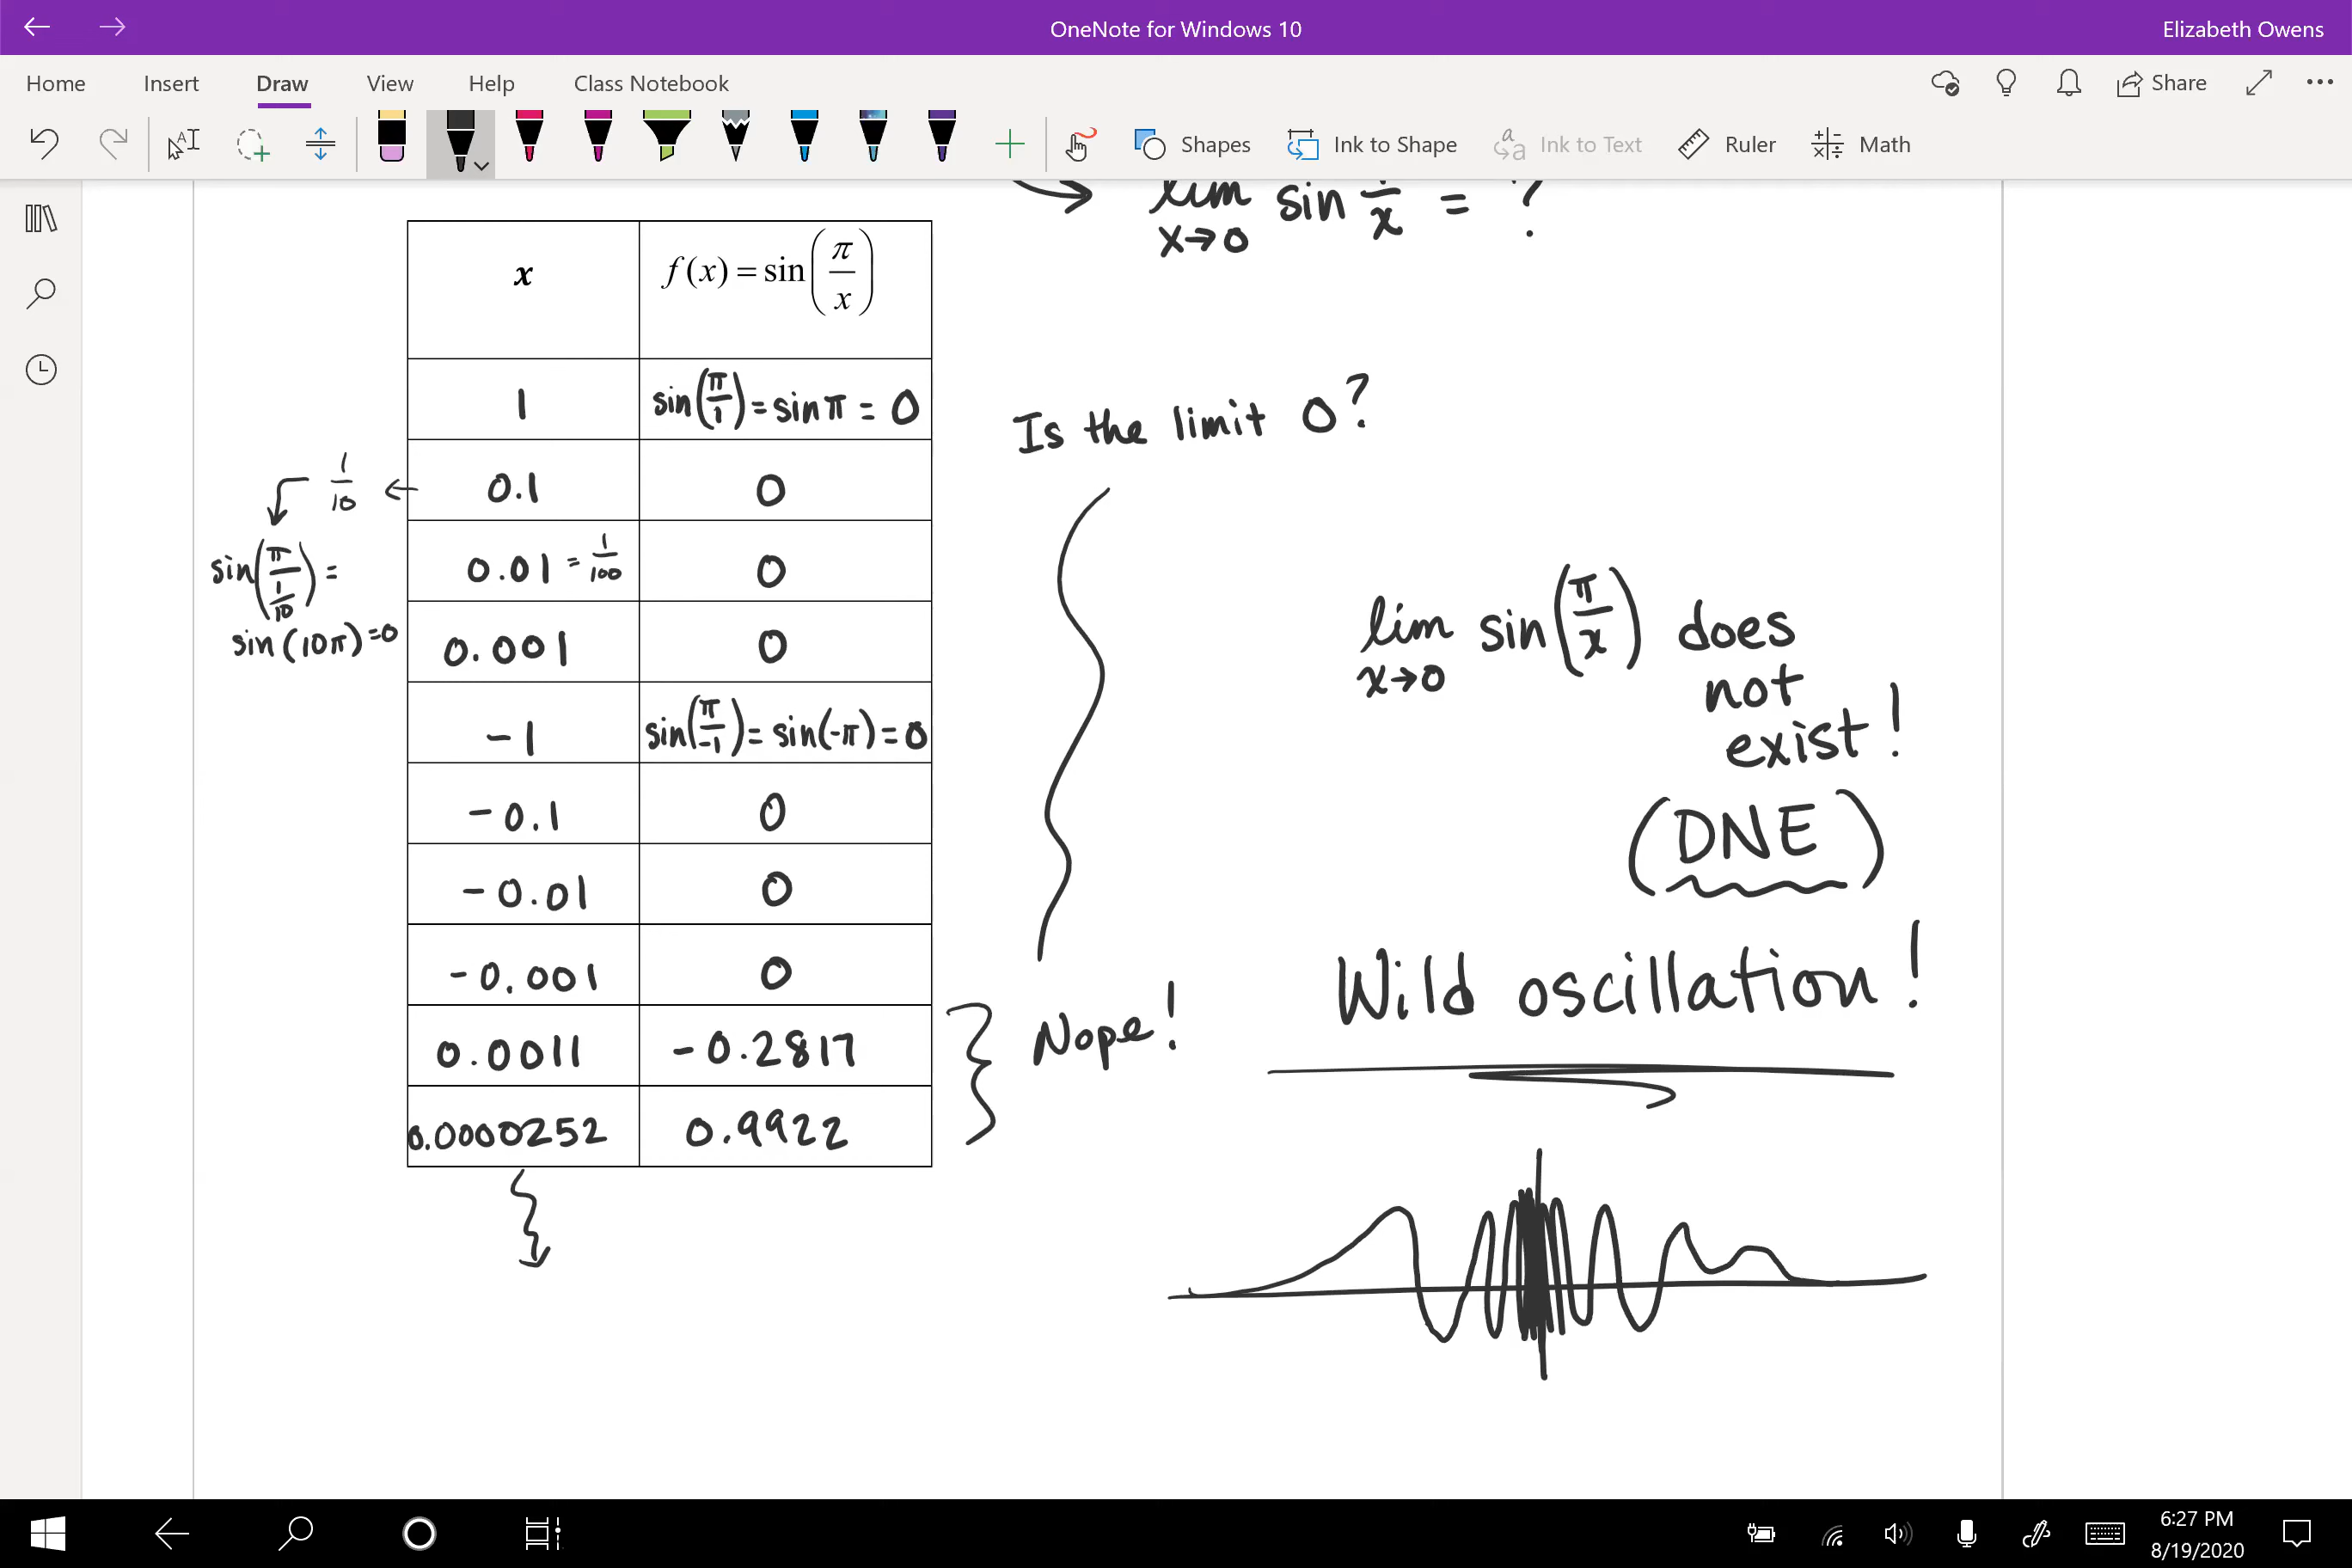 OneNote for Windows 10
Elizabeth Owens
Home Insert Draw View Help Class Notebook
Share
Shapes Ink to Shape Ink to Text Ruler Math
lim sin π/x = ?
x→0
x f(x) = sin(π/x)
1 sin(π/1) = sin π = 0
Is the limit 0?
1/10 ← 0.1 0
sin(π/(1/10)) =
sin(10π) = 0
0.01 = 1/100 0
0.001 0
-1 sin(π/-1) = sin(-π) = 0
-0.1 0
-0.01 0
-0.001 0
0.0011 -0.2817
0.0000252 0.9922
Nope!
lim sin(π/x) does
x→0
not
exist!
(DNE)
Wild oscillation!
6:27 PM
8/19/2020